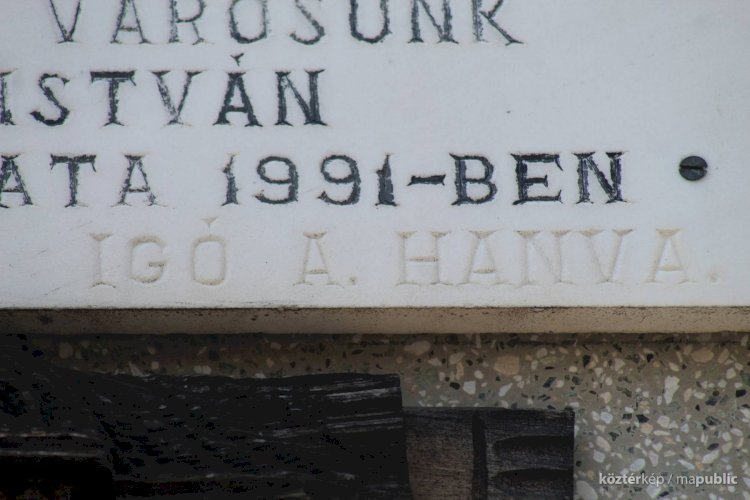 VÁROSUNK
ISTVÁN
ATA 1991-BEN
IGÓ A. HANVA.
köztérkép / mapublic